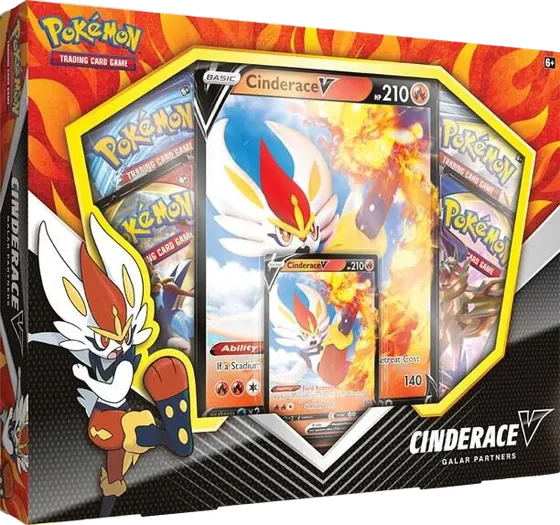 Pokémon
TRADING CARD GAME
6+
BASIC
Cinderace V
HP 210
Pokémon
TRADING CARD GAME
Pokémon
TRADING CARD GAME
Pokémon
TRADING CARD GAME
Pokémon
CARD GAME
CINDERACE V
GALAR PARTNERS
Cinderace V
210
Ability
If a Stadium
Retreat Cost
140
Ability
CINDERACE V
GALAR PARTNERS